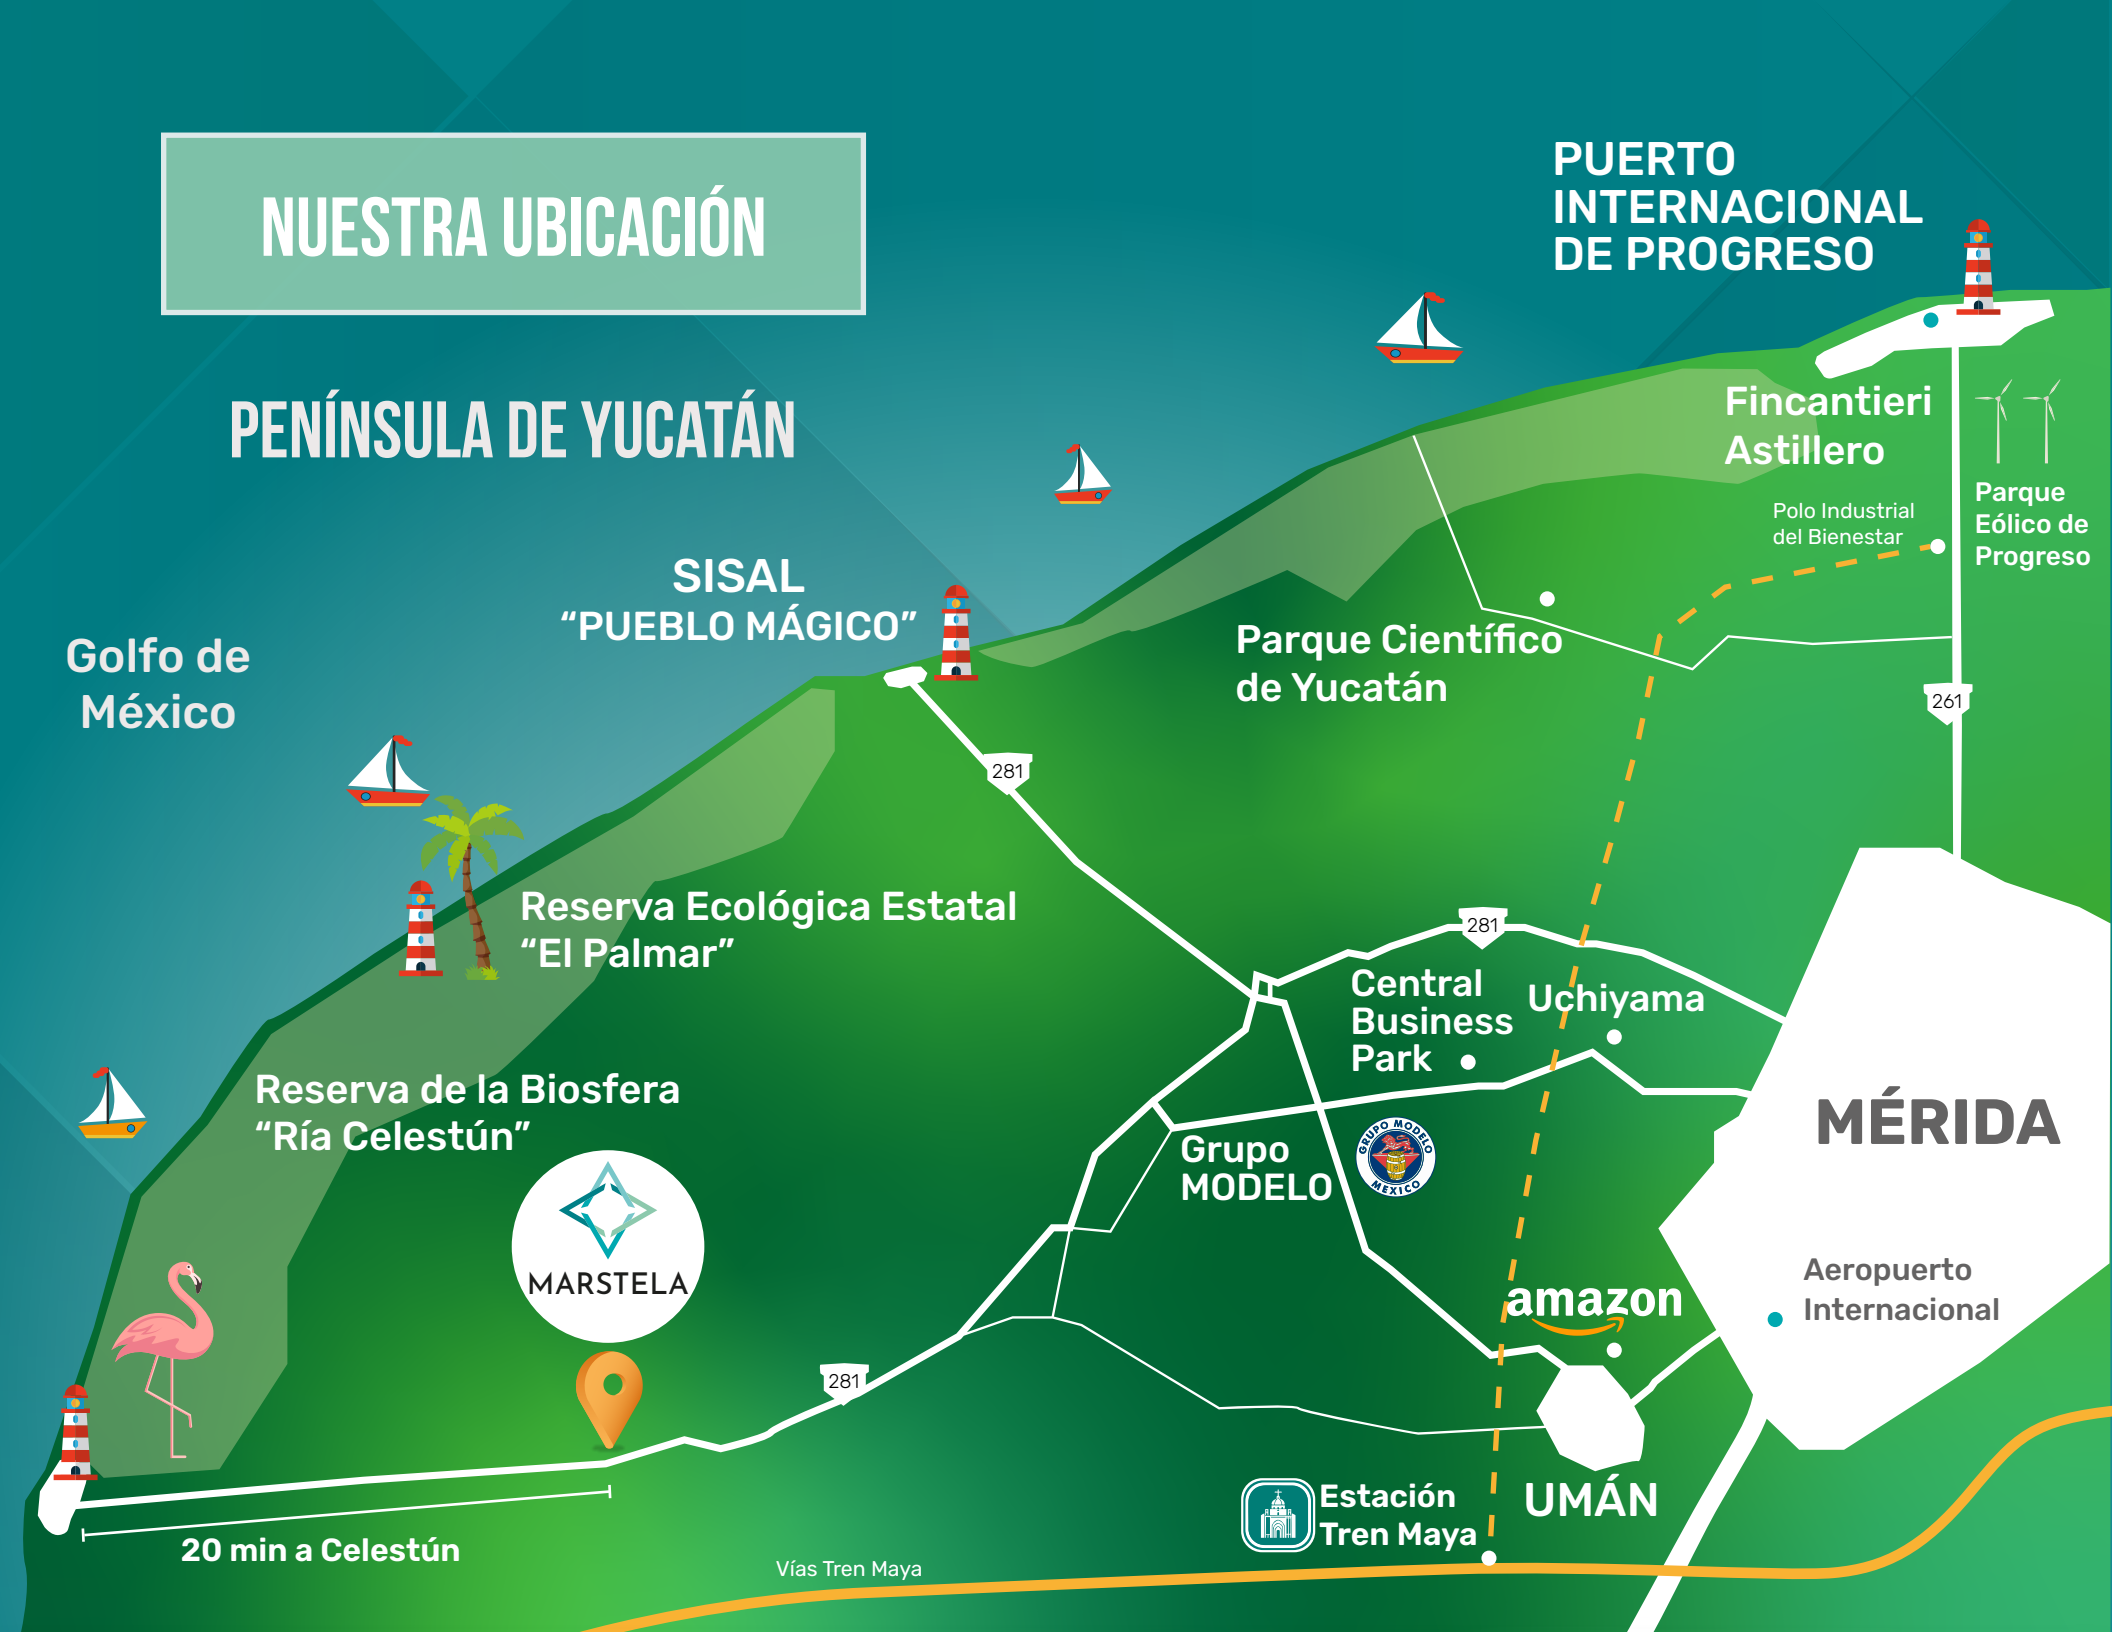 NUESTRA UBICACIÓN
PENÍNSULA DE YUCATÁN
PUERTO
INTERNACIONAL
DE PROGRESO
Fincantieri
Astillero
Polo Industrial
del Bienestar
Parque
Eólico de
Progreso
SISAL
“PUEBLO MÁGICO”
Golfo de
México
Parque Científico
de Yucatán
261
281
Reserva Ecológica Estatal
“El Palmar”
281
Central
Business
Park
Uchiyama
Reserva de la Biosfera
“Ría Celestún”
MÉRIDA
Grupo
MODELO
GRUPO MODELO
MEXICO
MARSTELA
Aeropuerto
Internacional
amazon
281
UMÁN
Estación
Tren Maya
20 min a Celestún
Vías Tren Maya